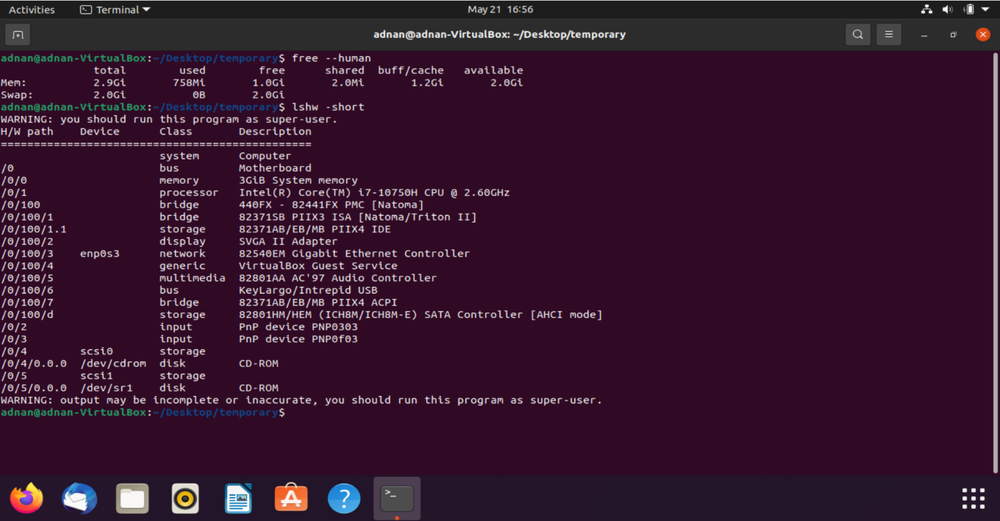 Activities Terminal May 21 16:56
adnan@adnan-VirtualBox: ~/Desktop/temporary
adnan@adnan-VirtualBox:~/Desktop/temporary$ free --human
total used free shared buff/cache available
Mem: 2.9Gi 758Mi 1.0Gi 2.0Mi 1.2Gi 2.0Gi
Swap: 2.0Gi 0B 2.0Gi
adnan@adnan-VirtualBox:~/Desktop/temporary$ lshw -short
WARNING: you should run this program as super-user.
H/W path Device Class Description
===============================================
system Computer
/0 bus Motherboard
/0/0 memory 3GiB System memory
/0/1 processor Intel(R) Core(TM) i7-10750H CPU @ 2.60GHz
/0/100 bridge 440FX - 82441FX PMC [Natoma]
/0/100/1 bridge 82371SB PIIX3 ISA [Natoma/Triton II]
/0/100/1.1 storage 82371AB/EB/MB PIIX4 IDE
/0/100/2 display SVGA II Adapter
/0/100/3 enp0s3 network 82540EM Gigabit Ethernet Controller
/0/100/4 generic VirtualBox Guest Service
/0/100/5 multimedia 82801AA AC'97 Audio Controller
/0/100/6 bus KeyLargo/Intrepid USB
/0/100/7 bridge 82371AB/EB/MB PIIX4 ACPI
/0/100/d storage 82801HM/HEM (ICH8M/ICH8M-E) SATA Controller [AHCI mode]
/0/2 input PnP device PNP0303
/0/3 input PnP device PNP0f03
/0/4 scsi0 storage
/0/4/0.0.0 /dev/cdrom disk CD-ROM
/0/5 scsi1 storage
/0/5/0.0.0 /dev/sr1 disk CD-ROM
WARNING: output may be incomplete or inaccurate, you should run this program as super-user.
adnan@adnan-VirtualBox:~/Desktop/temporary$